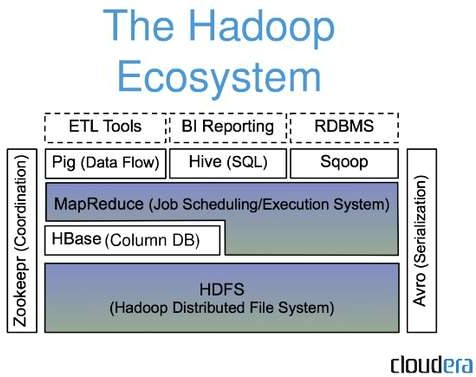 The Hadoop
Ecosystem
ETL Tools
BI Reporting
RDBMS
Pig (Data Flow)
Hive (SQL)
Sqoop
MapReduce (Job Scheduling/Execution System)
HBase (Column DB)
HDFS
(Hadoop Distributed File System)
Zookeepr (Coordination)
Avro (Serialization)
cloudera